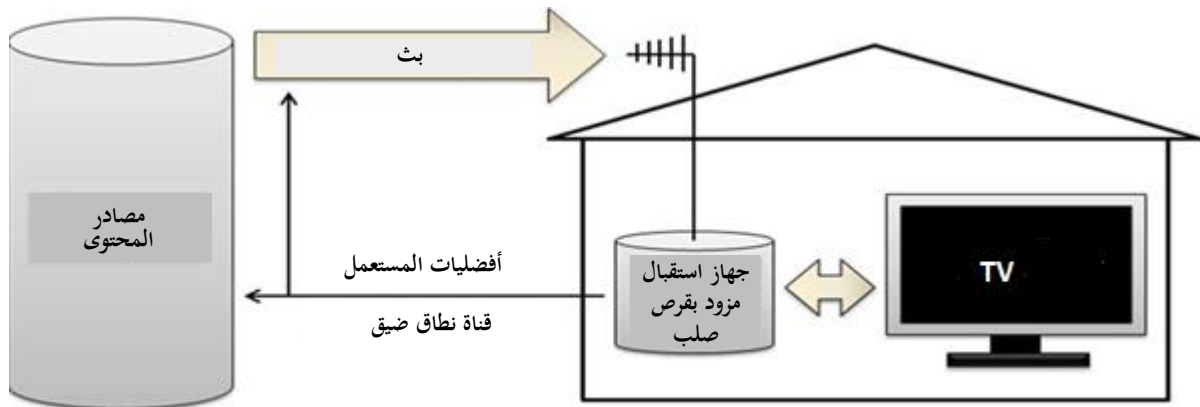 بث
مصادر
المحتوى
أفضليات المستعمل
قناة نطاق ضيق
جهاز استقبال
مزود بقرص
صلب
TV